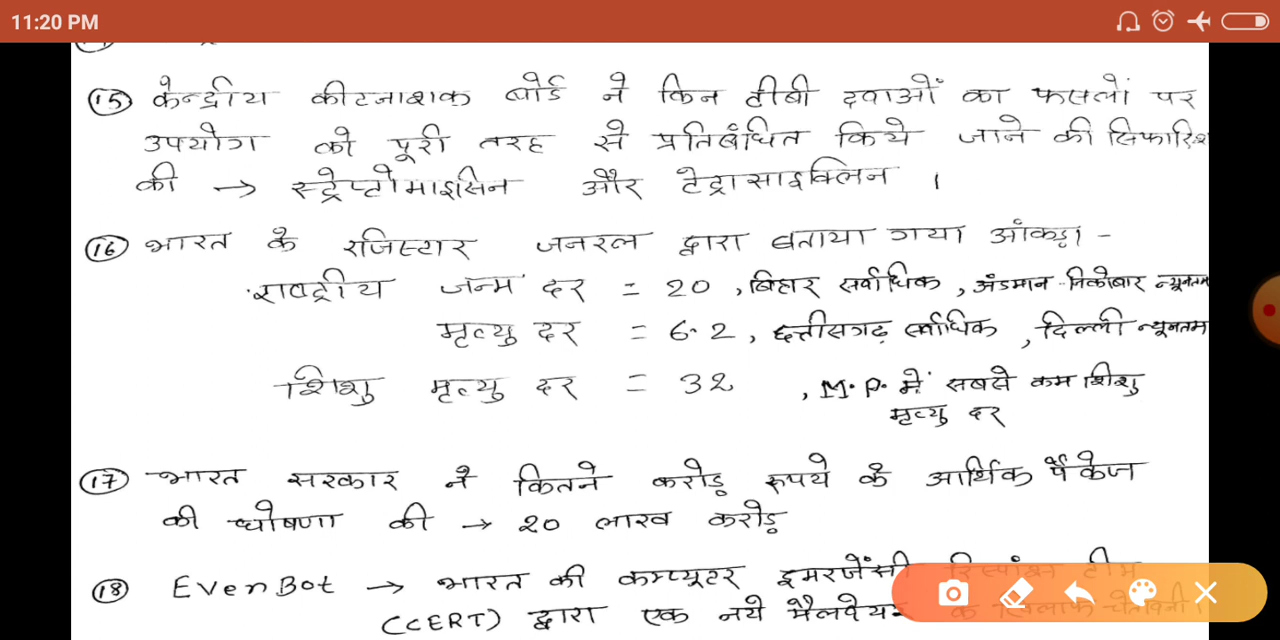 11:20 PM
(15) केन्द्रीय कीटनाशक बोर्ड ने किन टीबी दवाओं का फसलों पर
उपयोग को पूरी तरह से प्रतिबंधित किये जाने की सिफारिश
की → स्ट्रेप्टोमाइसिन और टेट्रासाइक्लिन ।
(16) भारत के रजिस्टार जनरल द्वारा बताया गया आंकड़ा -
राष्ट्रीय जन्म दर = 20, बिहार सर्वाधिक, अंडमान निकोबार न्यूनतम
मृत्यु दर = 6.2, छत्तीसगढ़ सर्वाधिक, दिल्ली न्यूनतम
शिशु मृत्यु दर = 32, M.P. में सबसे कम शिशु
मृत्यु दर
(17) भारत सरकार ने कितने करोड़ रूपये के आर्थिक पैकेज
की घोषणा की → 20 लाख करोड़
(18) EvenBot → भारत की कम्प्यूटर इमरजेंसी रिस्पांस टीम
(CERT) द्वारा एक नये मैलवेयर के खिलाफ चेतावनी।